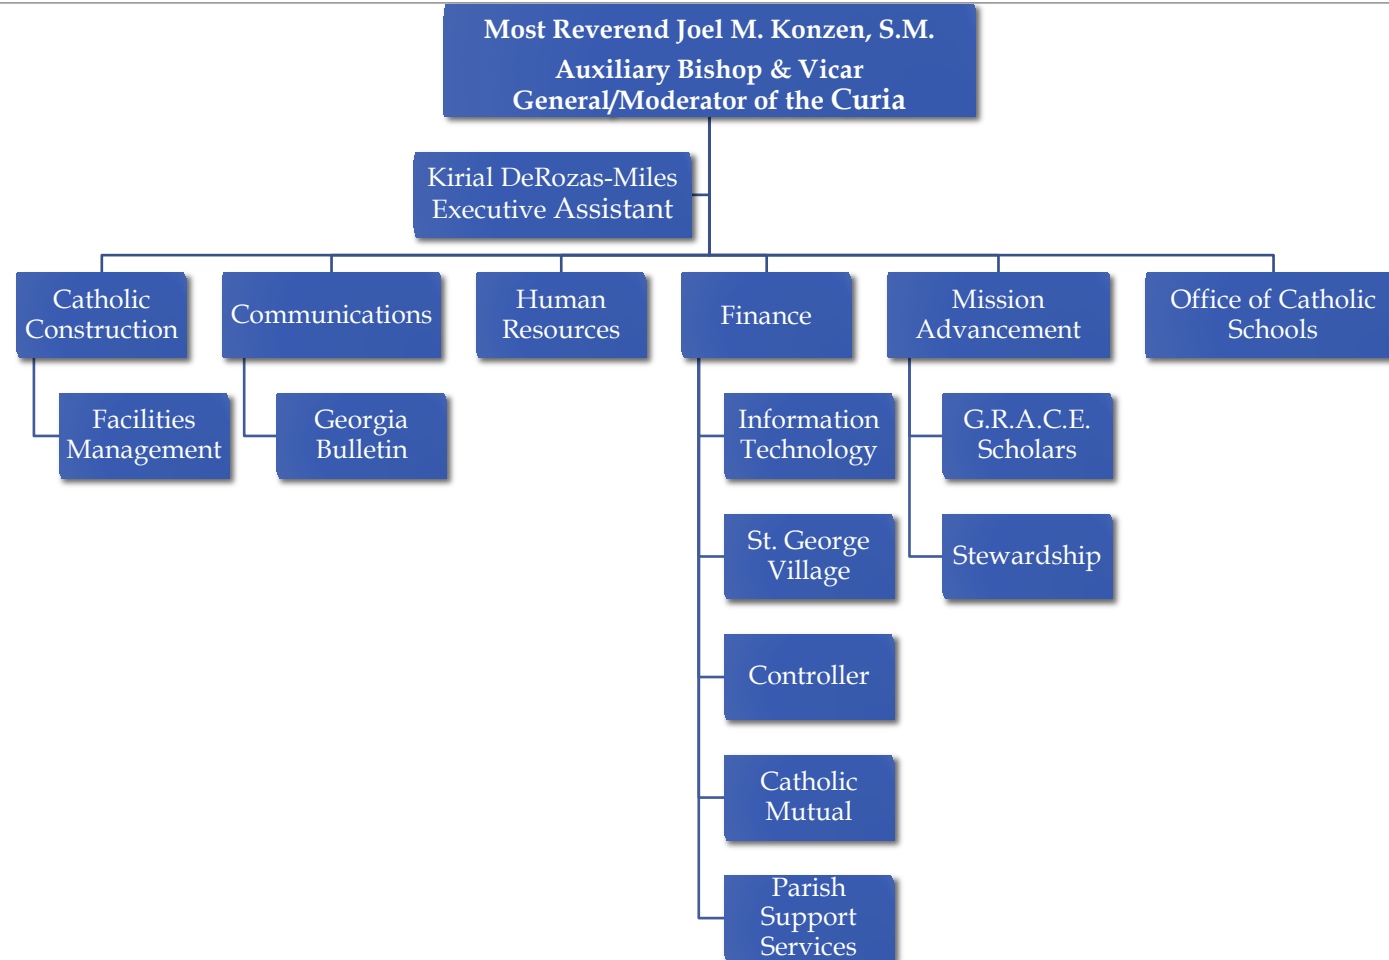 Most Reverend Joel M. Konzen, S.M.
Auxiliary Bishop & Vicar
General/Moderator of the Curia
Kirial DeRozas-Miles
Executive Assistant
Catholic
Construction
Communications
Human
Resources
Finance
Mission
Advancement
Office of Catholic
Schools
Facilities
Management
Georgia
Bulletin
Information
Technology
G.R.A.C.E.
Scholars
St. George
Village
Stewardship
Controller
Catholic
Mutual
Parish
Support
Services